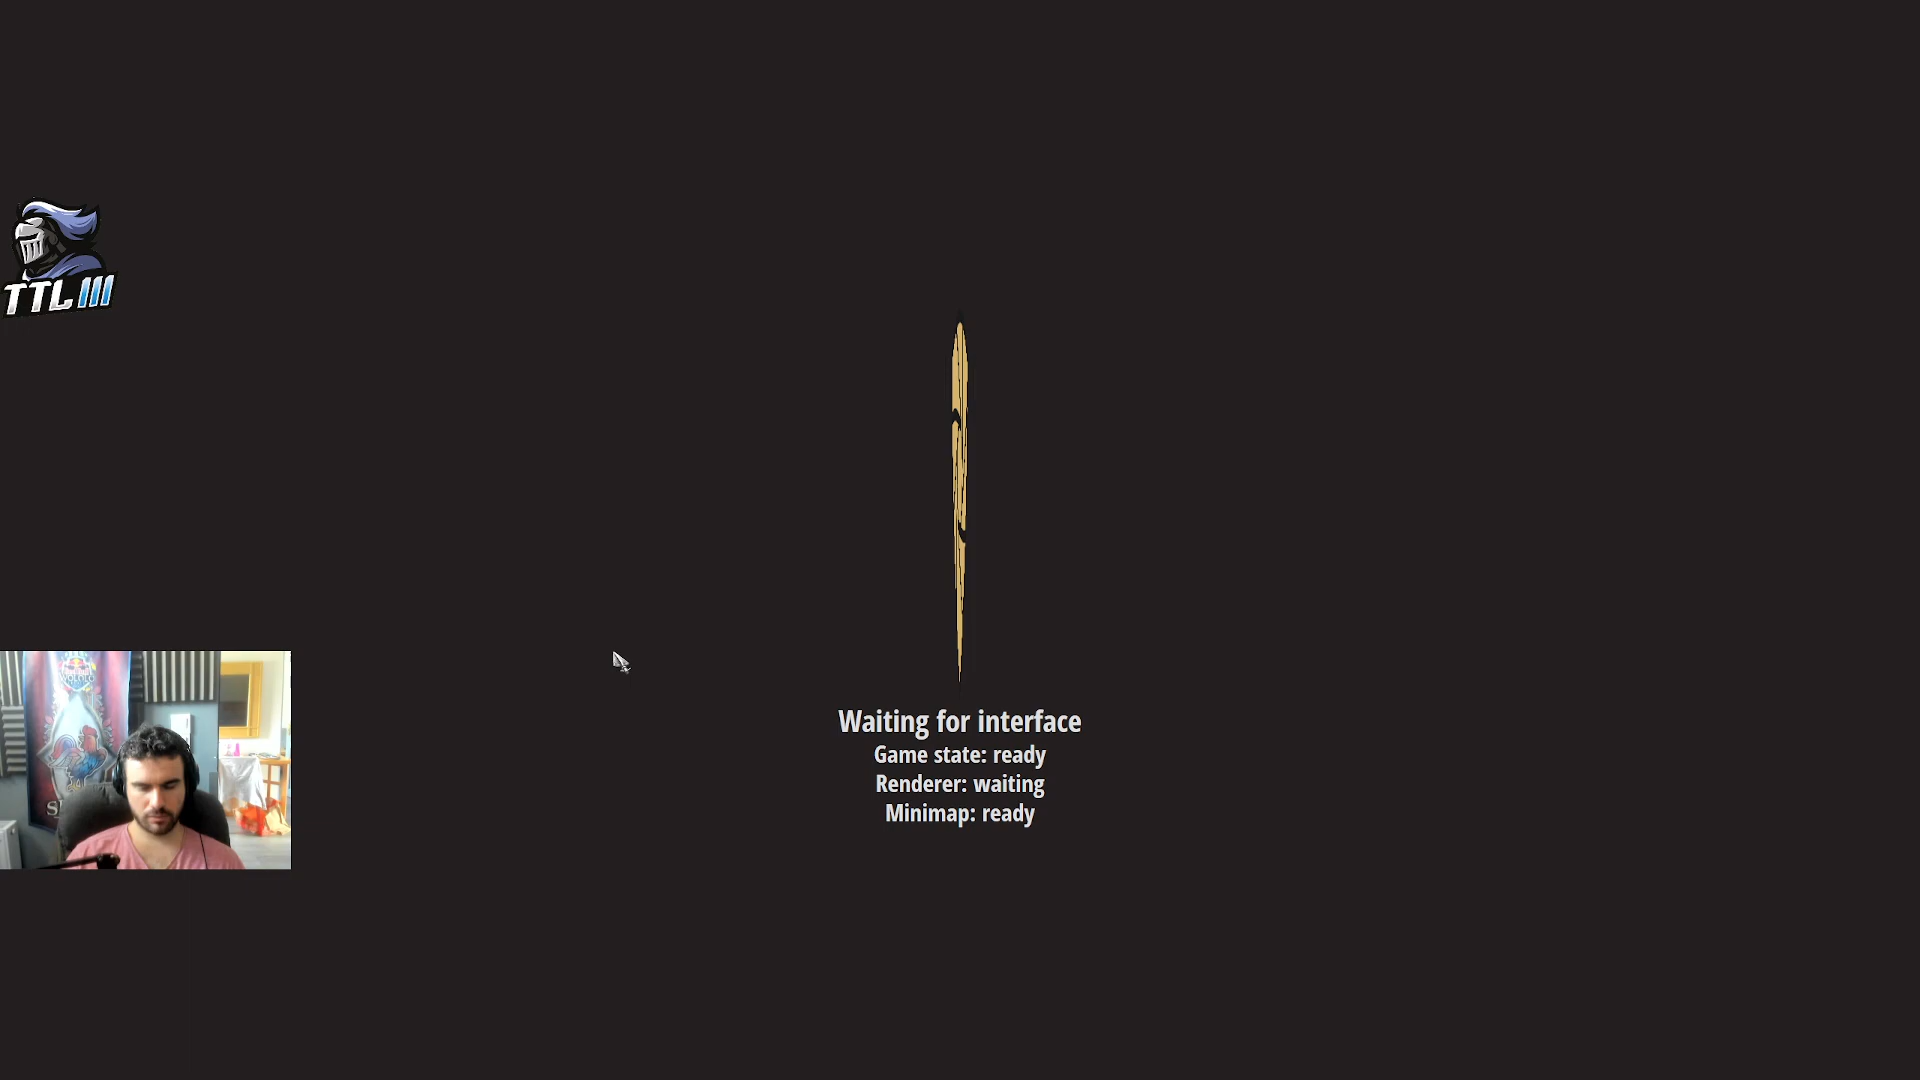 TTL III
Waiting for interface
Game state: ready
Renderer: waiting
Minimap: ready